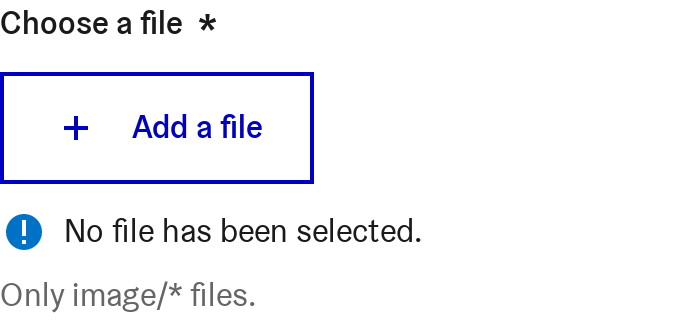 Choose a file *
+ Add a file
No file has been selected.
Only image/* files.